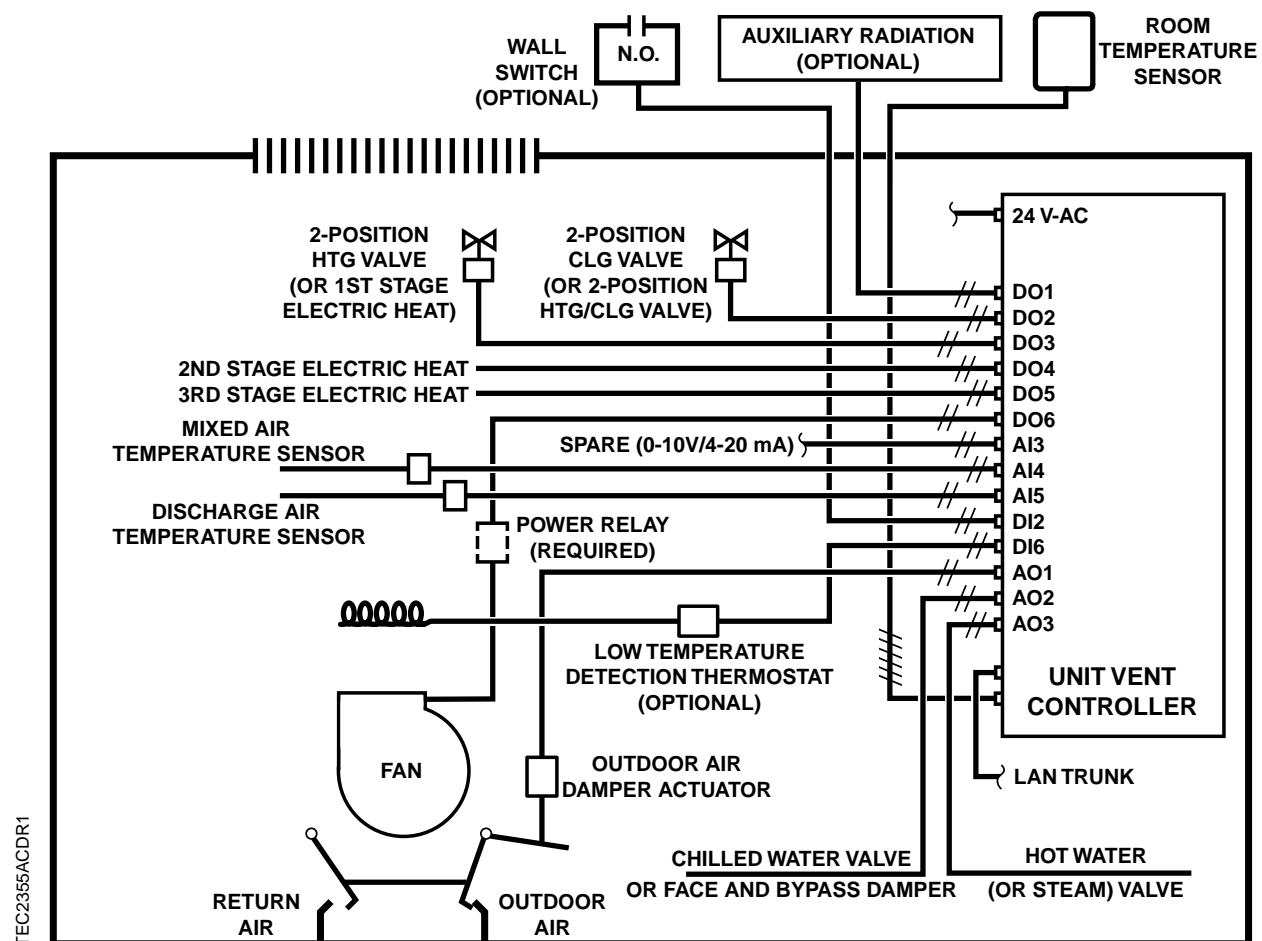 WALL
SWITCH
(OPTIONAL)
N.O.
AUXILIARY RADIATION
(OPTIONAL)
ROOM
TEMPERATURE
SENSOR
2-POSITION
HTG VALVE
(OR 1ST STAGE
ELECTRIC HEAT)
2-POSITION
CLG VALVE
(OR 2-POSITION
HTG/CLG VALVE)
24 V-AC
DO1
DO2
DO3
2ND STAGE ELECTRIC HEAT
DO4
3RD STAGE ELECTRIC HEAT
DO5
DO6
MIXED AIR
TEMPERATURE SENSOR
SPARE (0-10V/4-20 mA)
AI3
AI4
AI5
DISCHARGE AIR
TEMPERATURE SENSOR
POWER RELAY
(REQUIRED)
DI2
DI6
AO1
AO2
AO3
LOW TEMPERATURE
DETECTION THERMOSTAT
(OPTIONAL)
UNIT VENT
CONTROLLER
FAN
OUTDOOR AIR
DAMPER ACTUATOR
LAN TRUNK
CHILLED WATER VALVE
OR FACE AND BYPASS DAMPER
HOT WATER
(OR STEAM) VALVE
RETURN
AIR
OUTDOOR
AIR
TEC2355ACDR1